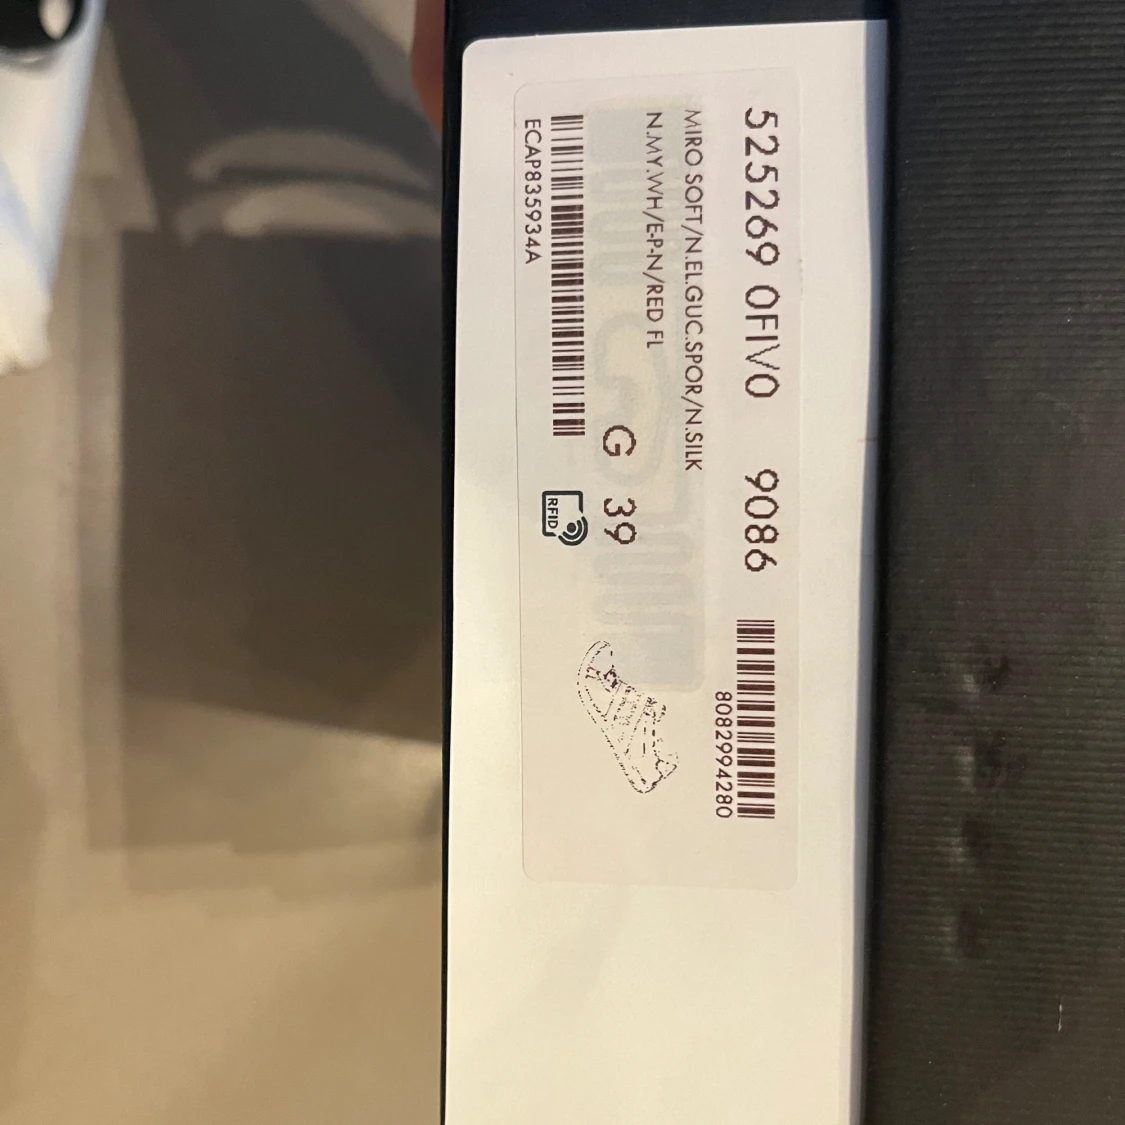 525269 0FIV0 9086
8082994280
MIRO SOFT/N.EL.GUC.SPOR/N.SILK
N.MY.WH/E-P-N/RED FL
G 39
ECAP835934A
RFID